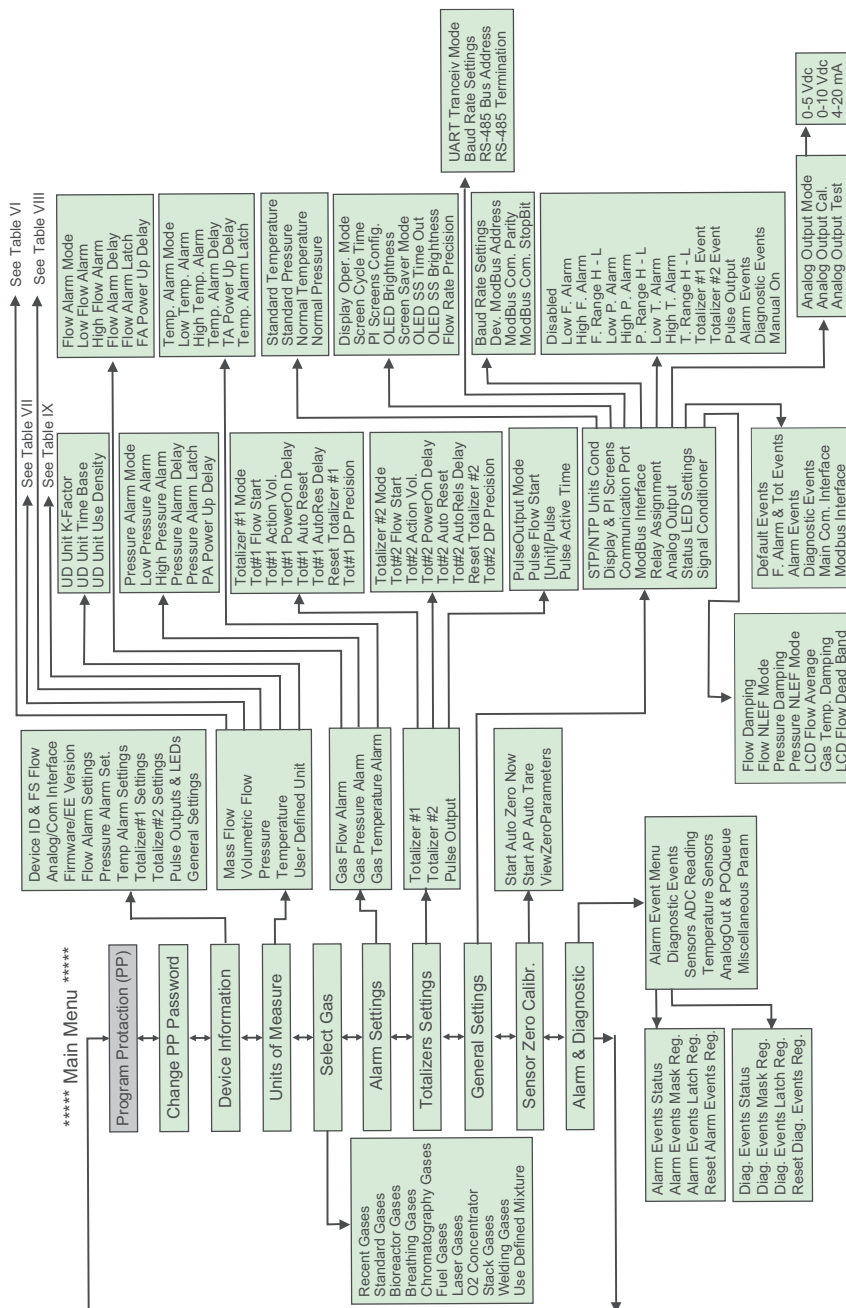 ***** Main Menu *****
Program Protaction (PP)
Change PP Password
Device Information
Units of Measure
Select Gas
Alarm Settings
Totalizers Settings
General Settings
Sensor Zero Calibr.
Alarm & Diagnostic
Recent Gases
Standard Gases
Bioreactor Gases
Breathing Gases
Chromatography Gases
Fuel Gases
Laser Gases
O2 Concentrator
Stack Gases
Welding Gases
Use Defined Mixture
Device ID & FS Flow
Analog/Com Interface
Firmware/EE Version
Flow Alarm Settings
Pressure Alarm Set.
Temp Alarm Settings
Totalizer#1 Settings
Totalizer#2 Settings
Pulse Outputs & LEDs
General Settings
Mass Flow
Volumetric Flow
Pressure
Temperature
User Defined Unit
Gas Flow Alarm
Gas Pressure Alarm
Gas Temperature Alarm
Totalizer #1
Totalizer #2
Pulse Output
Start Auto Zero Now
Start AP Auto Tare
ViewZeroParameters
Alarm Event Menu
Diagnostic Events
Sensors ADC Reading
Temperature Sensors
AnalogOut & POQueue
Miscellaneous Param
Alarm Events Status
Alarm Events Mask Reg.
Alarm Events Latch Reg.
Reset Alarm Events Reg.
Diag. Events Status
Diag. Events Mask Reg.
Diag. Events Latch Reg.
Reset Diag. Events Reg.
See Table VI
See Table VIII
See Table VII
See Table IX
UD Unit K-Factor
UD Unit Time Base
UD Unit Use Density
Pressure Alarm Mode
Low Pressure Alarm
High Pressure Alarm
Pressure Alarm Delay
Pressure Alarm Latch
PA Power Up Delay
Totalizer #1 Mode
Tot#1 Flow Start
Tot#1 Action Vol.
Tot#1 PowerOn Delay
Tot#1 Auto Reset
Tot#1 AutoRes Delay
Reset Totalizer #1
Tot#1 DP Precision
Totalizer #2 Mode
Tot#2 Flow Start
Tot#2 Action Vol.
Tot#2 PowerOn Delay
Tot#2 Auto Reset
Tot#2 AutoRels Delay
Reset Totalizer #2
Tot#2 DP Precision
PulseOutput Mode
Pulse Flow Start
[Unit]/Pulse
Pulse Active Time
STP/NTP Units Cond
Display & PI Screens
Communication Port
ModBus Interface
Relay Assignment
Analog Output
Status LED Settings
Signal Conditioner
Default Events
F. Alarm & Tot Events
Alarm Events
Diagnostic Events
Main Com. Interface
Modbus Interface
Flow Damping
Flow NLEF Mode
Pressure Damping
Pressure NLEF Mode
LCD Flow Average
Gas Temp. Damping
LCD Flow Dead Band
Flow Alarm Mode
Low Flow Alarm
High Flow Alarm
Flow Alarm Delay
Flow Alarm Latch
FA Power Up Delay
Temp. Alarm Mode
Low Temp. Alarm
High Temp. Alarm
Temp. Alarm Delay
TA Power Up Delay
Temp. Alarm Latch
Standard Temperature
Standard Pressure
Normal Temperature
Normal Pressure
Display Oper. Mode
Screen Cycle Time
PI Screens Config.
OLED Brightness
Screen Saver Mode
OLED SS Time Out
OLED SS Brightness
Flow Rate Precision
UART Tranceiv Mode
Baud Rate Settings
RS-485 Bus Address
RS-485 Termination
Baud Rate Settings
Dev. ModBus Address
ModBus Com. Parity
ModBus Com. StopBit
Disabled
Low F. Alarm
High F. Alarm
F. Range H - L
Low P. Alarm
High P. Alarm
P. Range H - L
Low T. Alarm
High T. Alarm
T. Range H - L
Totalizer #1 Event
Totalizer #2 Event
Pulse Output
Alarm Events
Diagnostic Events
Manual On
Analog Output Mode
Analog Output Cal.
Analog Output Test
0-5 Vdc
0-10 Vdc
4-20 mA